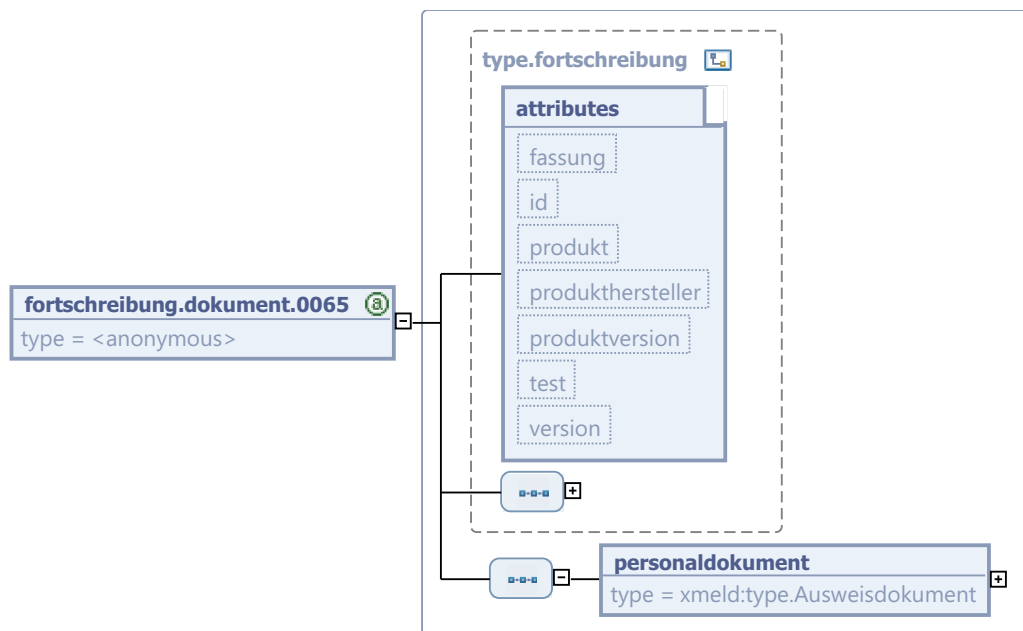 type.fortschreibung
attributes
fassung
id
produkt
produkthersteller
produktversion
test
version
fortschreibung.dokument.0065
type = <anonymous>
personaldokument
type = xmeld:type.Ausweisdokument